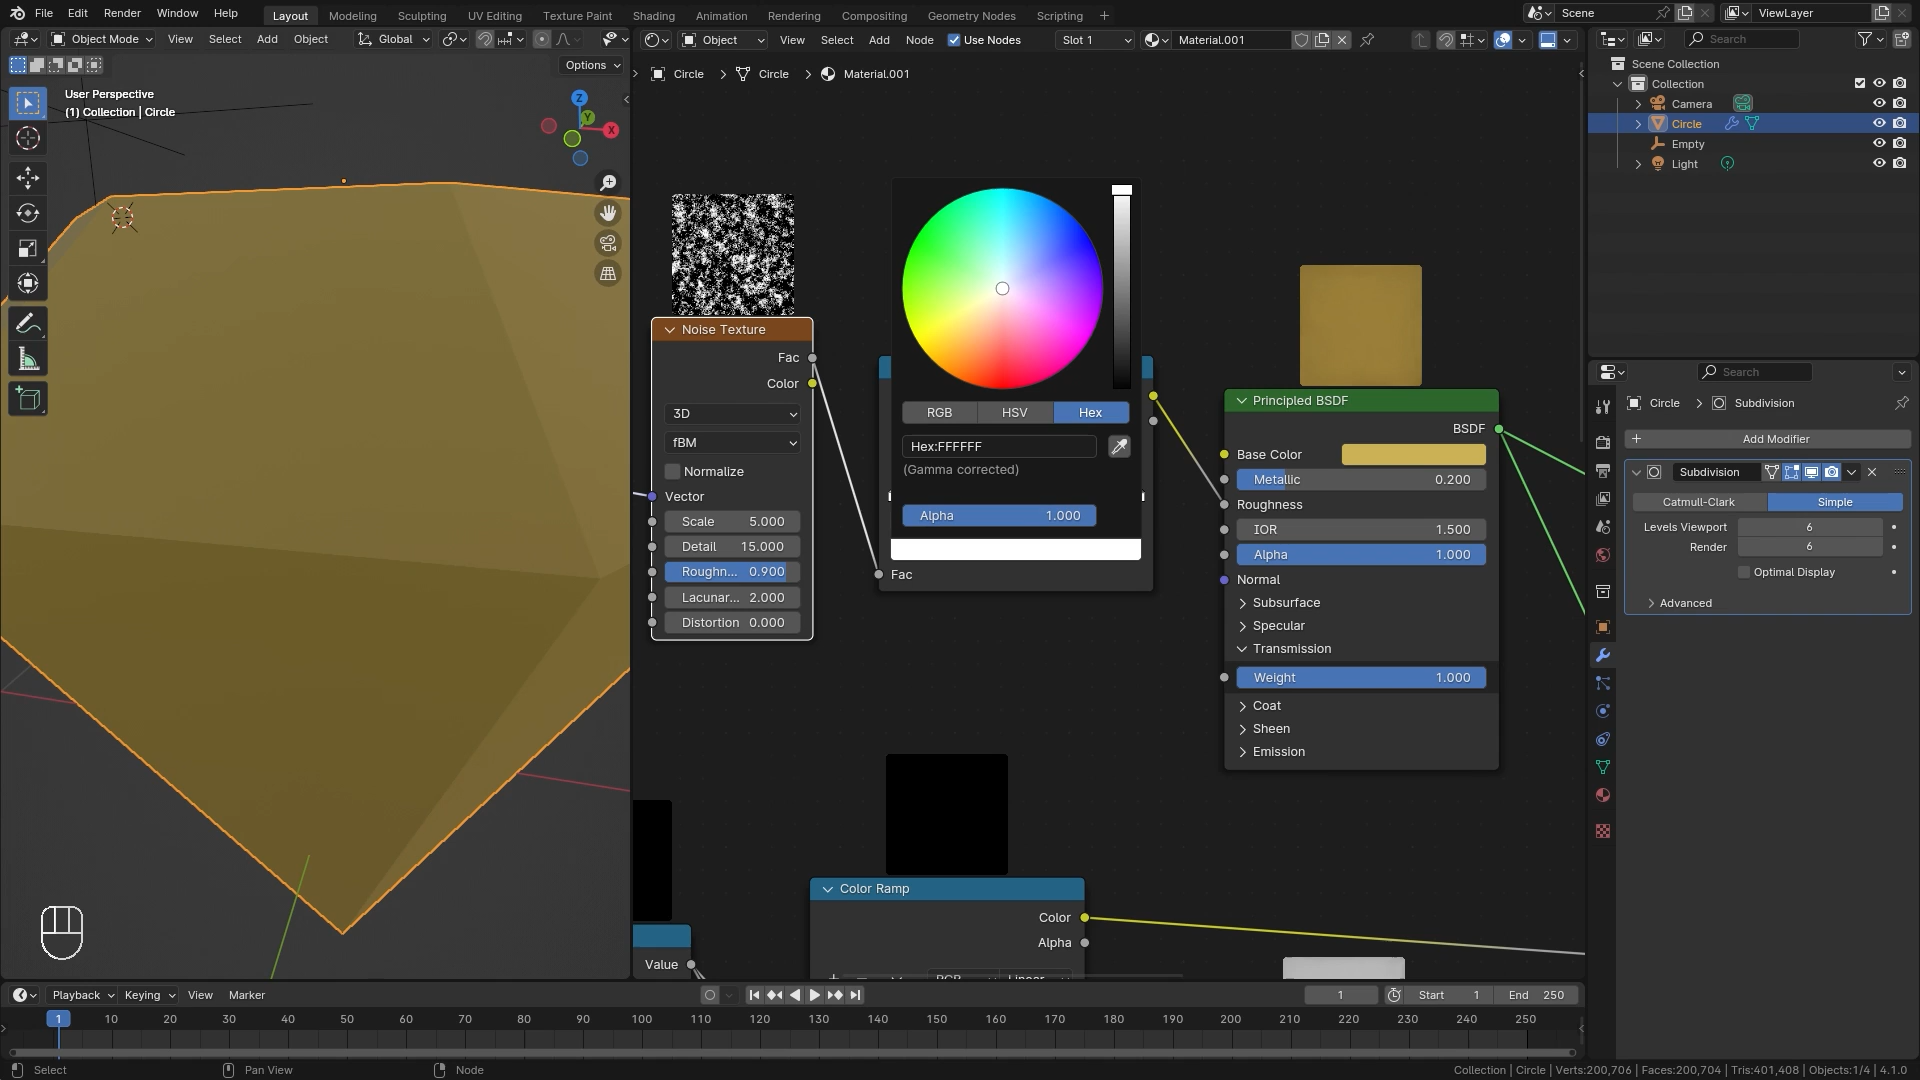 File Edit Render Window Help Layout Modeling Sculpting UV Editing Texture Paint Shading Animation Rendering Compositing Geometry Nodes Scripting + Scene ViewLayer
Object Mode View Select Add Object Global Object View Select Add Node Use Nodes Slot 1 Material.001 Search
Options
Circle Circle Material.001
User Perspective
(1) Collection | Circle
Z
Y
X
Scene Collection
Collection
Camera
Circle
Empty
Light
Noise Texture
Fac
Color
3D
fBM
Normalize
Vector
Scale 5.000
Detail 15.000
Roughn... 0.900
Lacunar... 2.000
Distortion 0.000
RGB HSV Hex
Hex:FFFFFF
(Gamma corrected)
Alpha 1.000
Fac
Principled BSDF
BSDF
Base Color
Metallic 0.200
Roughness
IOR 1.500
Alpha 1.000
Normal
Subsurface
Specular
Transmission
Weight 1.000
Coat
Sheen
Emission
Color Ramp
Color
Alpha
Value
Search
Circle Subdivision
Add Modifier
Subdivision
Catmull-Clark Simple
Levels Viewport 6
Render 6
Optimal Display
Advanced
Playback Keying View Marker 1 Start 1 End 250
1 10 20 30 40 50 60 70 80 90 100 110 120 130 140 150 160 170 180 190 200 210 220 230 240 250
Select Pan View Node Collection | Circle | Verts:200,706 | Faces:200,704 | Tris:401,408 | Objects:1/4 | 4.1.0